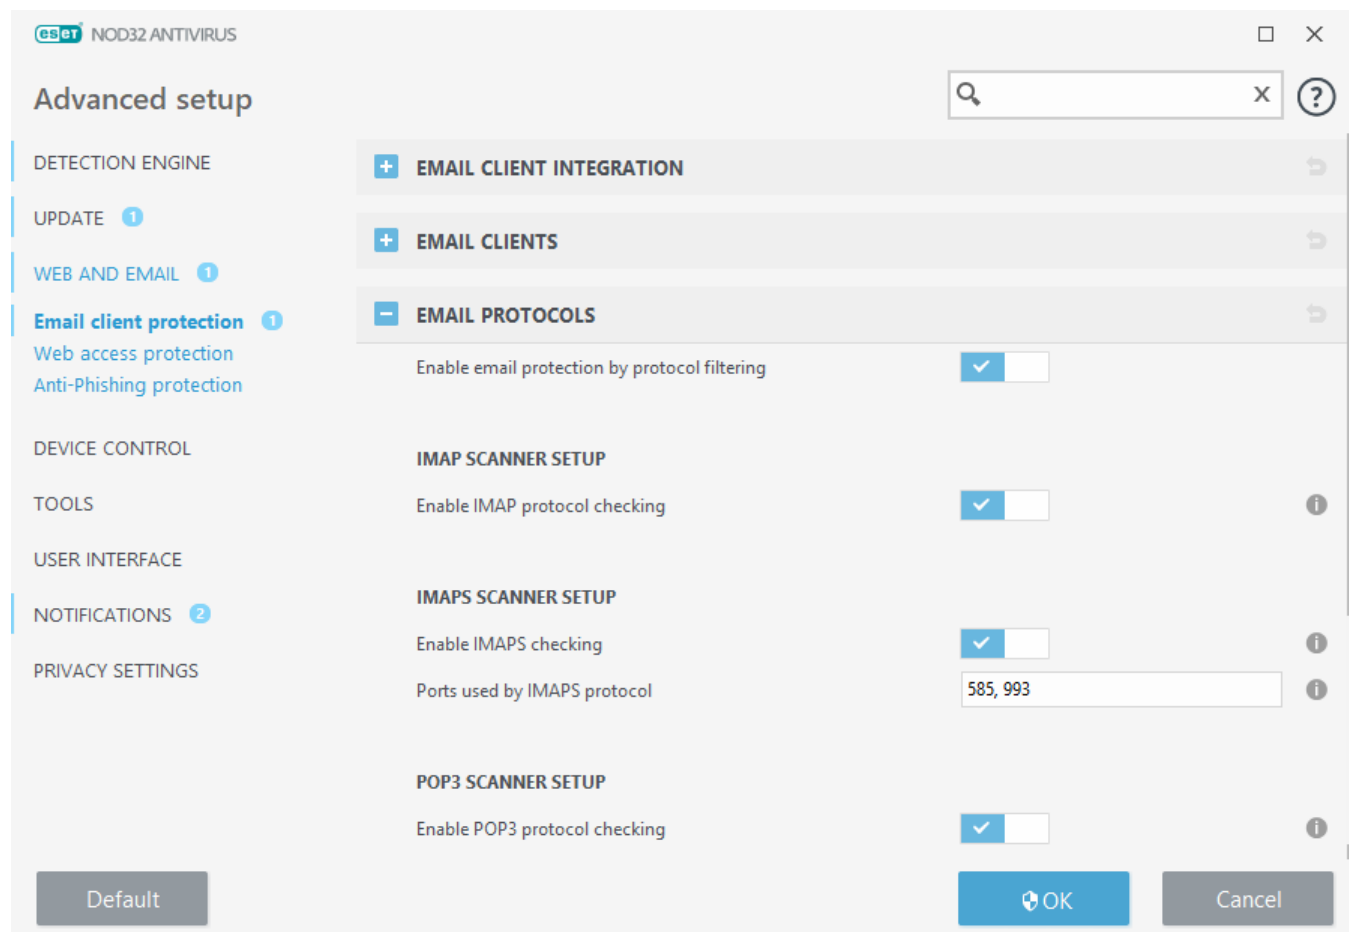 eset NOD32 ANTIVIRUS
Advanced setup
x
?
DETECTION ENGINE
UPDATE 1
WEB AND EMAIL 1
Email client protection 1
Web access protection
Anti-Phishing protection
DEVICE CONTROL
TOOLS
USER INTERFACE
NOTIFICATIONS 2
PRIVACY SETTINGS
EMAIL CLIENT INTEGRATION
EMAIL CLIENTS
EMAIL PROTOCOLS
Enable email protection by protocol filtering
IMAP SCANNER SETUP
Enable IMAP protocol checking
IMAPS SCANNER SETUP
Enable IMAPS checking
Ports used by IMAPS protocol 585, 993
POP3 SCANNER SETUP
Enable POP3 protocol checking
Default
OK
Cancel